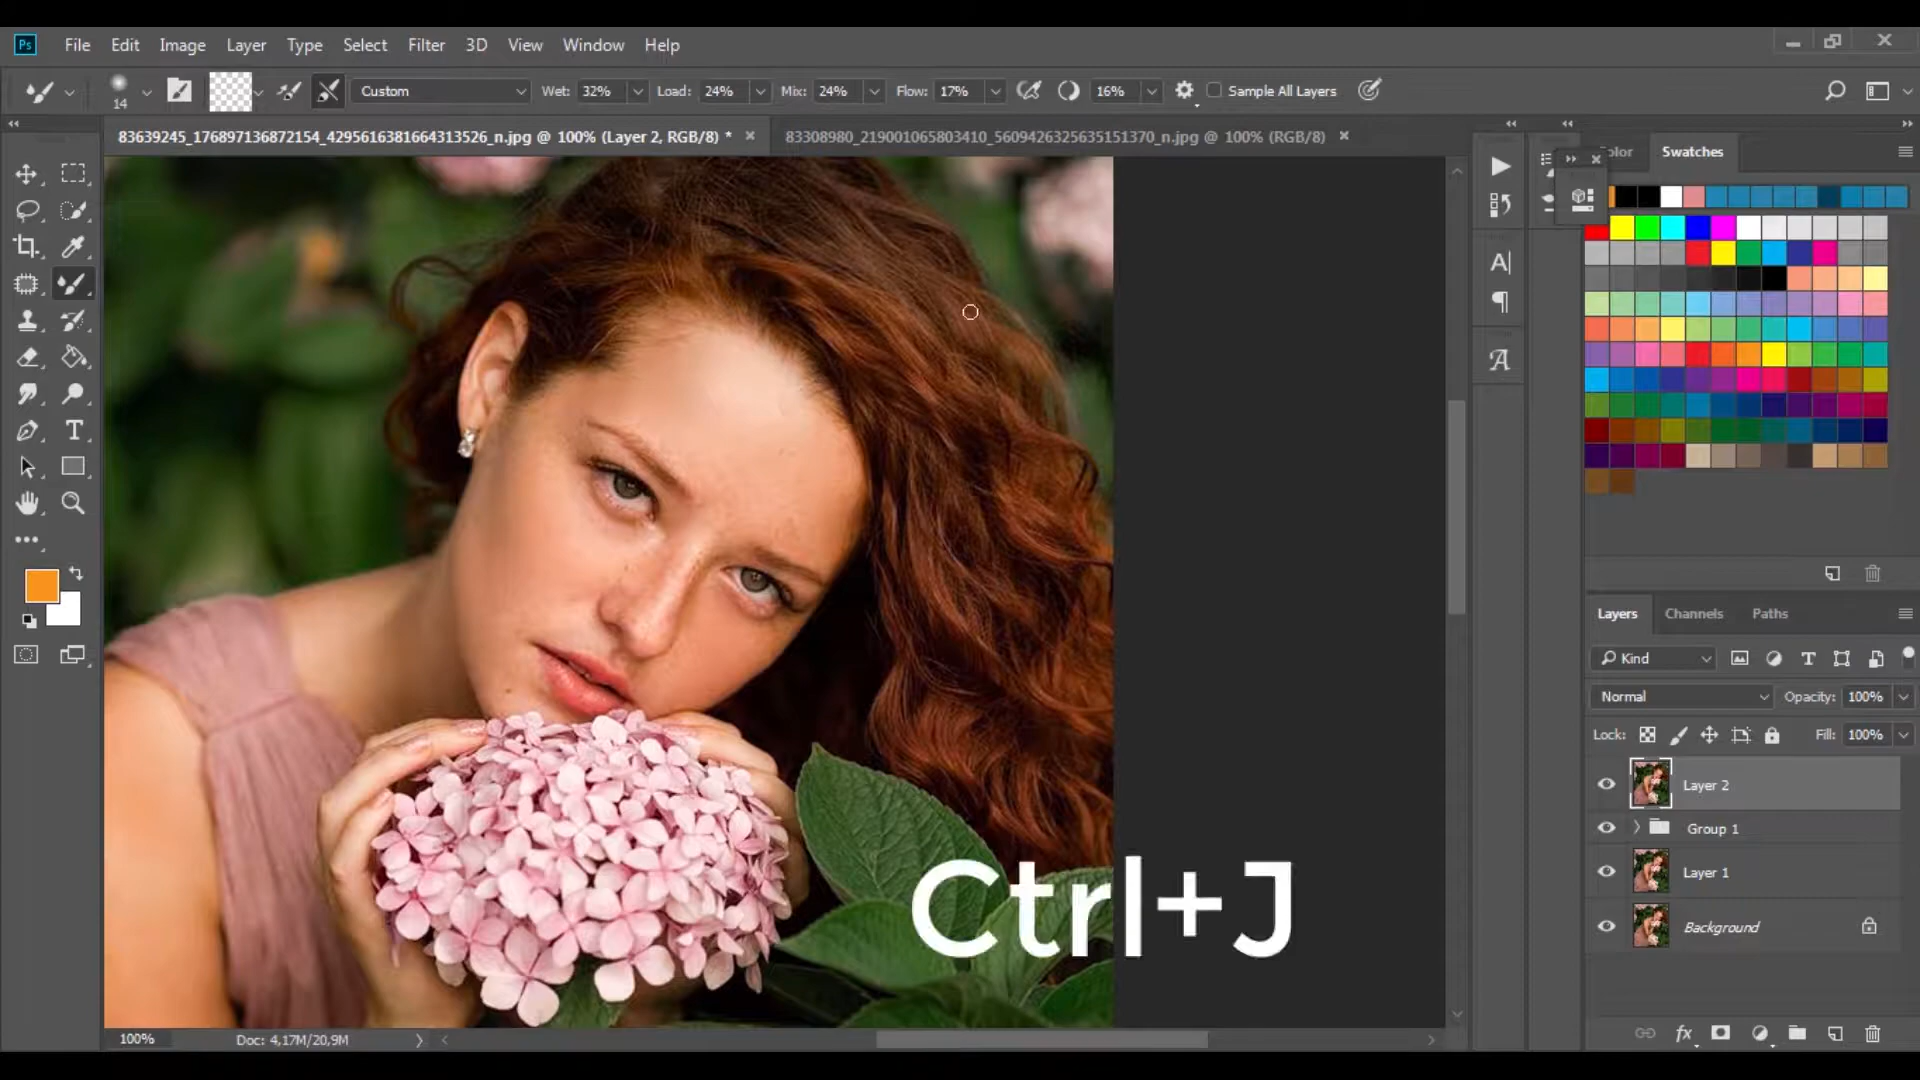 Ps File Edit Image Layer Type Select Filter 3D View Window Help
14 Custom Wet: 32% Load: 24% Mix: 24% Flow: 17% 16% Sample All Layers
83639245_176897136872154_4295616381664313526_n.jpg @ 100% (Layer 2, RGB/8) *
83308980_219001065803410_5609426325635151370_n.jpg @ 100% (RGB/8)
Swatches
Layers Channels Paths
Kind
Normal Opacity: 100%
Lock: Fill: 100%
Layer 2
Group 1
Layer 1
Background
Ctrl+J
100% Doc: 4,17M/20,9M